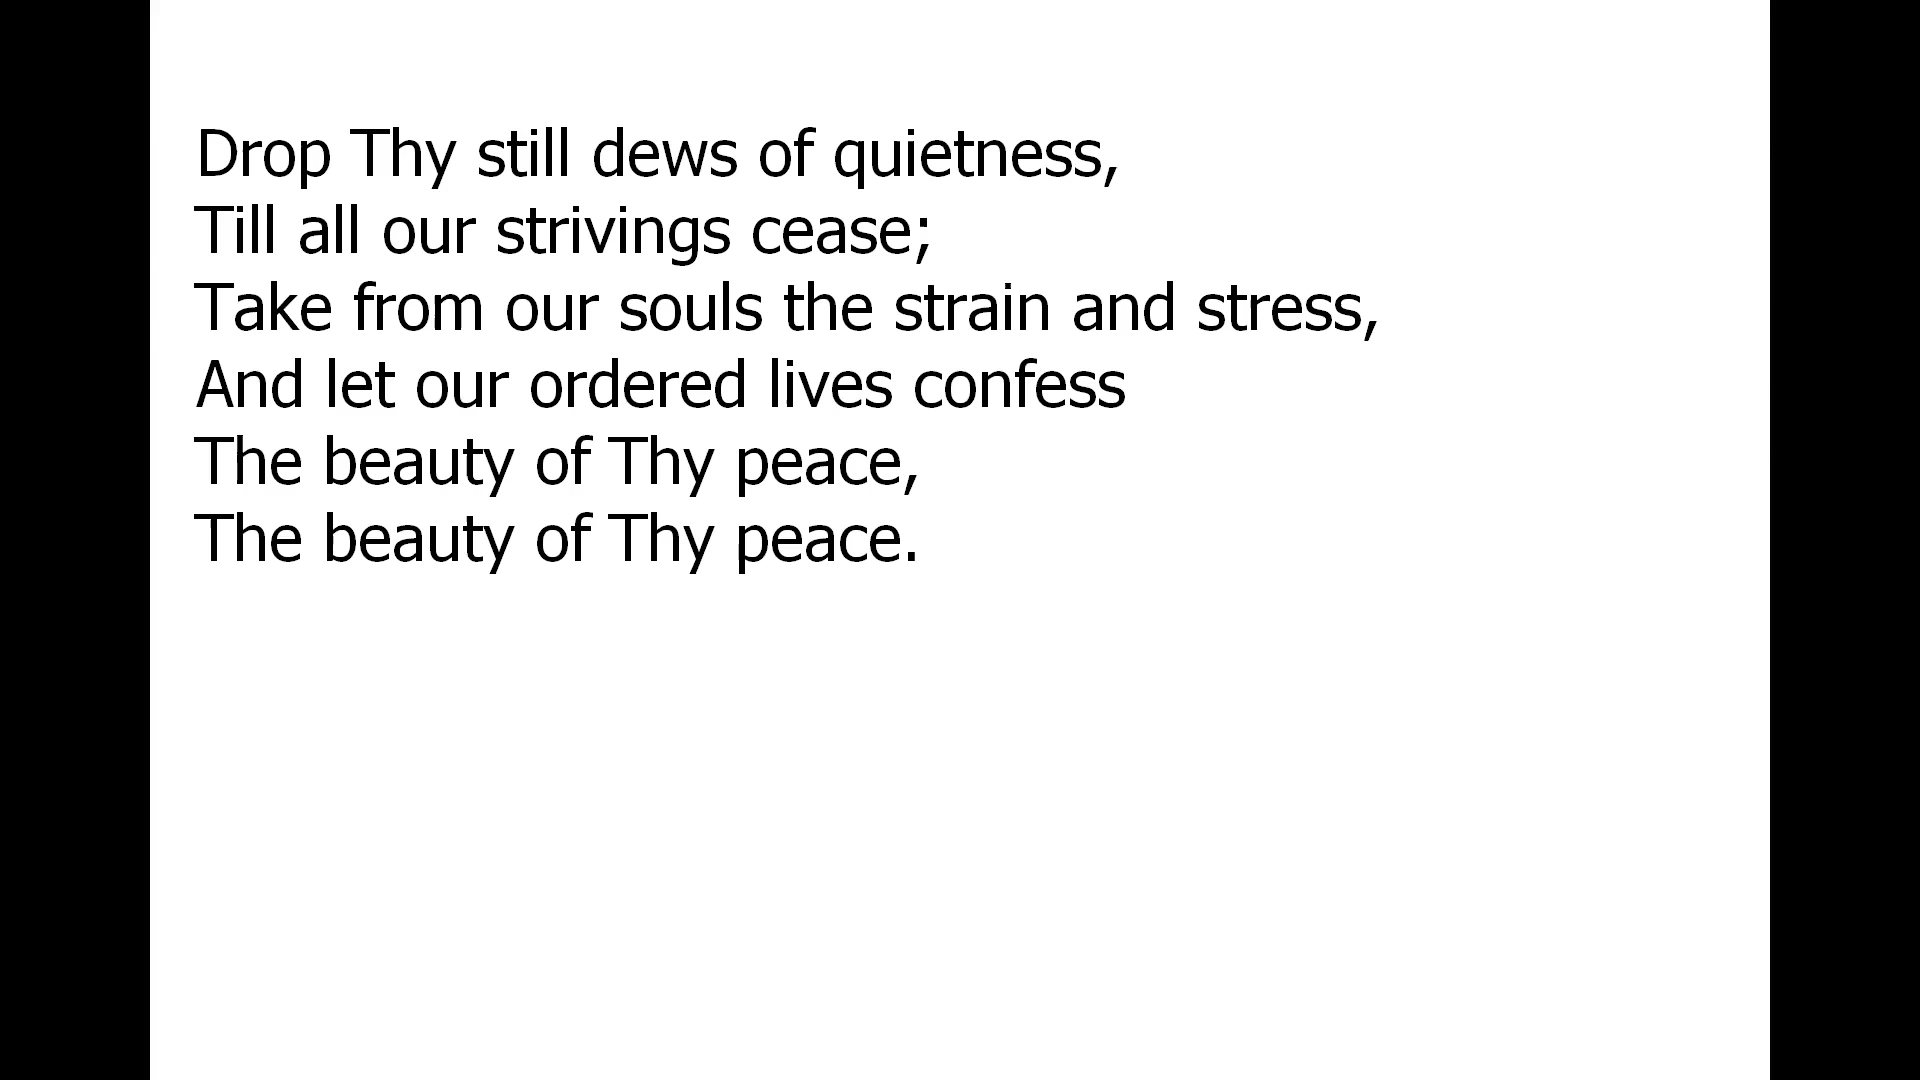 Drop Thy still dews of quietness,
Till all our strivings cease;
Take from our souls the strain and stress,
And let our ordered lives confess
The beauty of Thy peace,
The beauty of Thy peace.